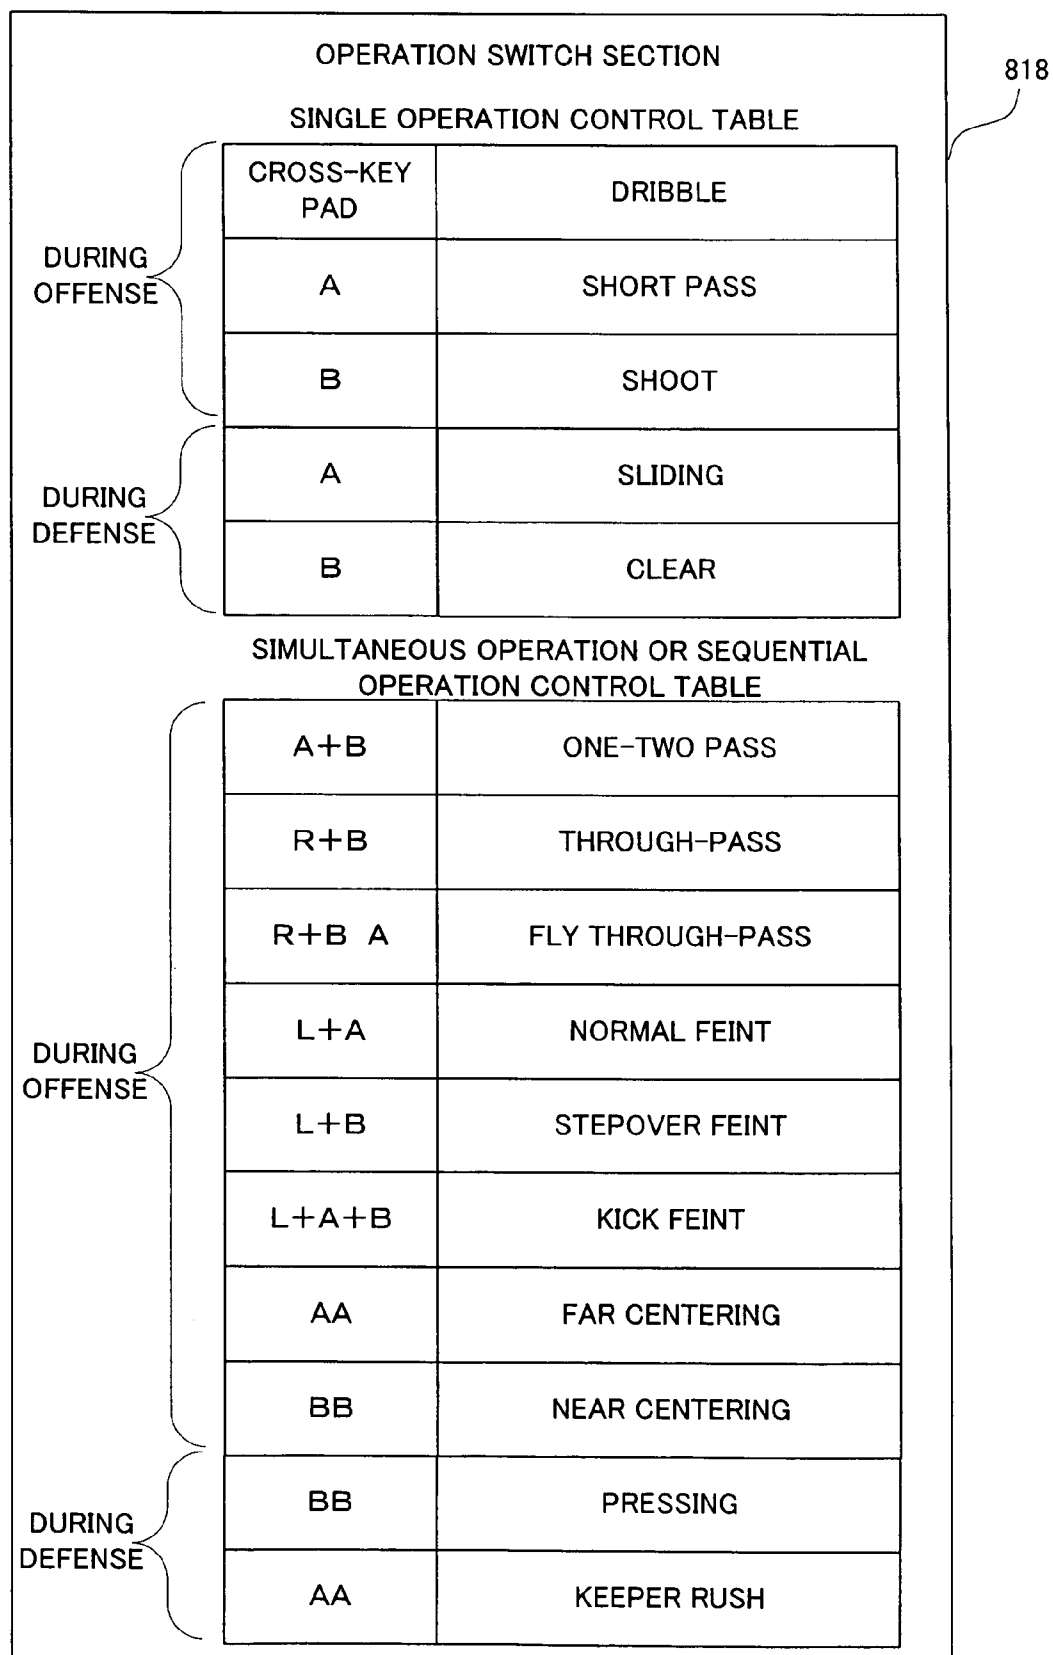 OPERATION SWITCH SECTION
818
SINGLE OPERATION CONTROL TABLE
DURING
OFFENSE
CROSS-KEY
PAD
DRIBBLE
A
SHORT PASS
B
SHOOT
DURING
DEFENSE
A
SLIDING
B
CLEAR
SIMULTANEOUS OPERATION OR SEQUENTIAL
OPERATION CONTROL TABLE
DURING
OFFENSE
A+B
ONE-TWO PASS
R+B
THROUGH-PASS
R+B A
FLY THROUGH-PASS
L+A
NORMAL FEINT
L+B
STEPOVER FEINT
L+A+B
KICK FEINT
AA
FAR CENTERING
BB
NEAR CENTERING
DURING
DEFENSE
BB
PRESSING
AA
KEEPER RUSH